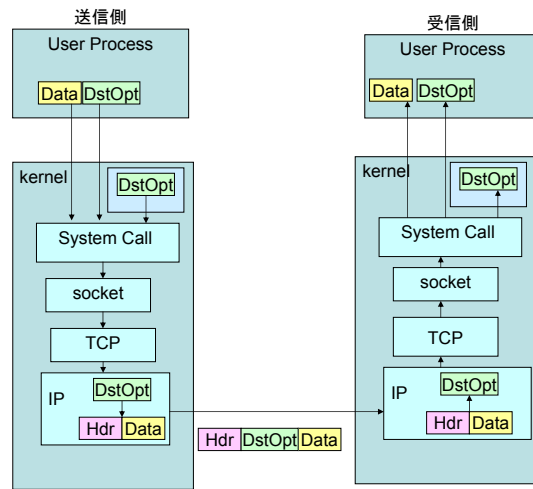 送信側
User Process
Data DstOpt
kernel
DstOpt
System Call
socket
TCP
IP
DstOpt
Hdr Data
Hdr DstOpt Data
受信側
User Process
Data DstOpt
kernel
DstOpt
System Call
socket
TCP
IP
DstOpt
Hdr Data